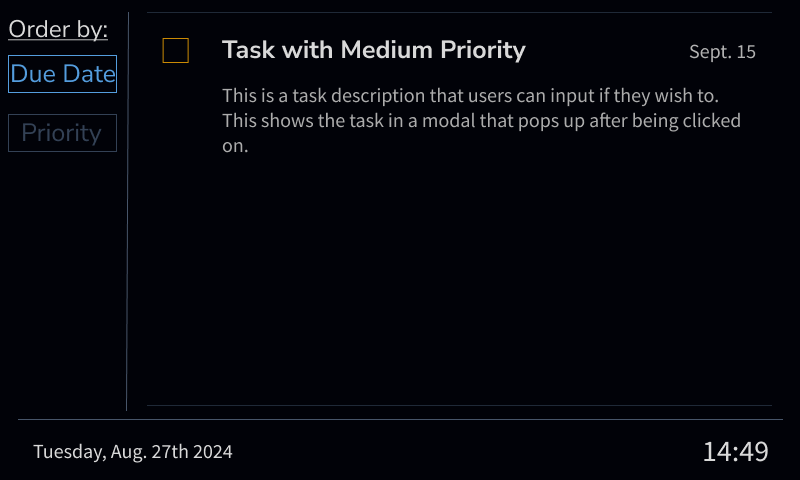 Order by:
Due Date
Priority
Task with Medium Priority
Sept. 15
This is a task description that users can input if they wish to.
This shows the task in a modal that pops up after being clicked
on.
Tuesday, Aug. 27th 2024
14:49